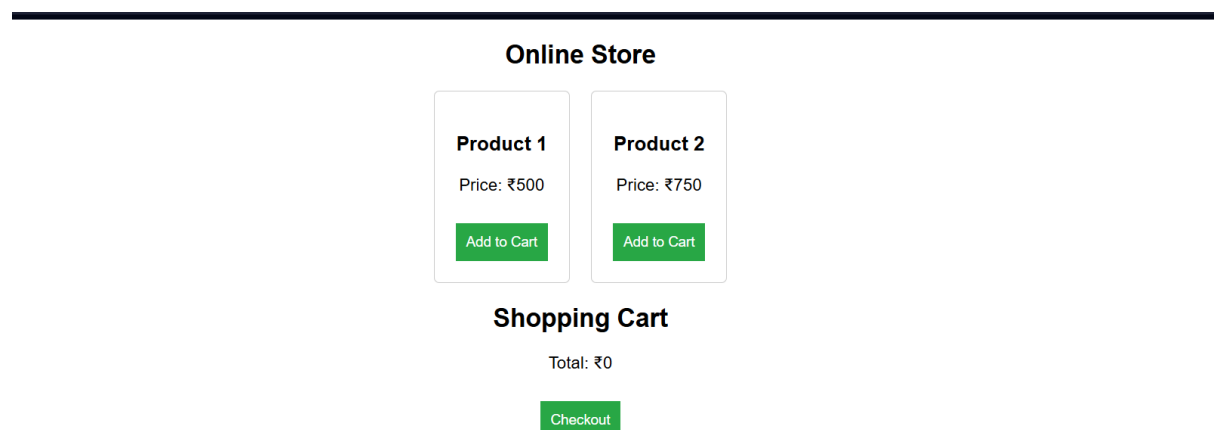 Online Store
Product 1
Price: ₹500
Add to Cart
Product 2
Price: ₹750
Add to Cart
Shopping Cart
Total: ₹0
Checkout